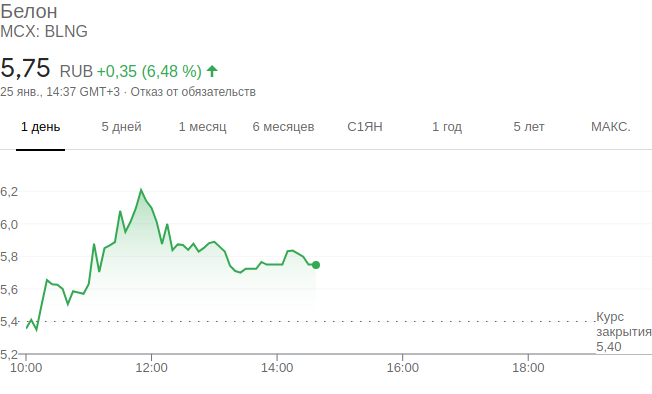 Белон
MCX: BLNG
5,75 RUB +0,35 (6,48 %)
25 янв., 14:37 GMT+3 · Отказ от обязательств
1 день 5 дней 1 месяц 6 месяцев С1ЯН 1 год 5 лет МАКС.
6,2
6,0
5,8
5,6
5,4
5,2
Курс
закрытия
5,40
10:00 12:00 14:00 16:00 18:00